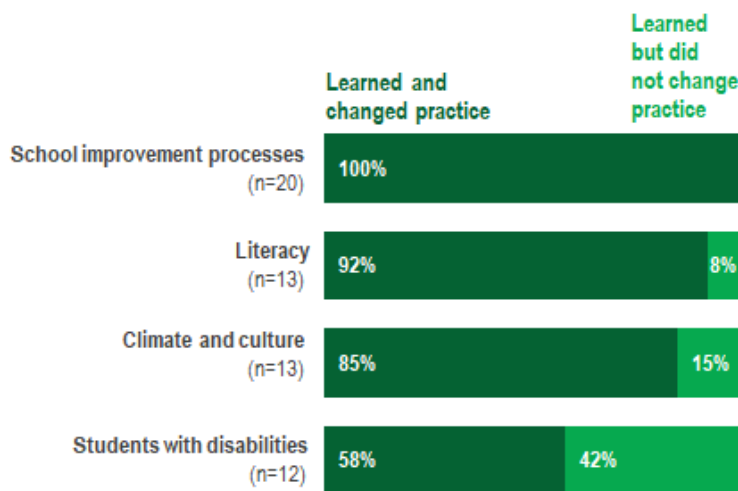 Learned
but did
not change
practice
Learned and
changed practice
School improvement processes
(n=20)
100%
Literacy
(n=13)
92%
8%
Climate and culture
(n=13)
85%
15%
Students with disabilities
(n=12)
58%
42%